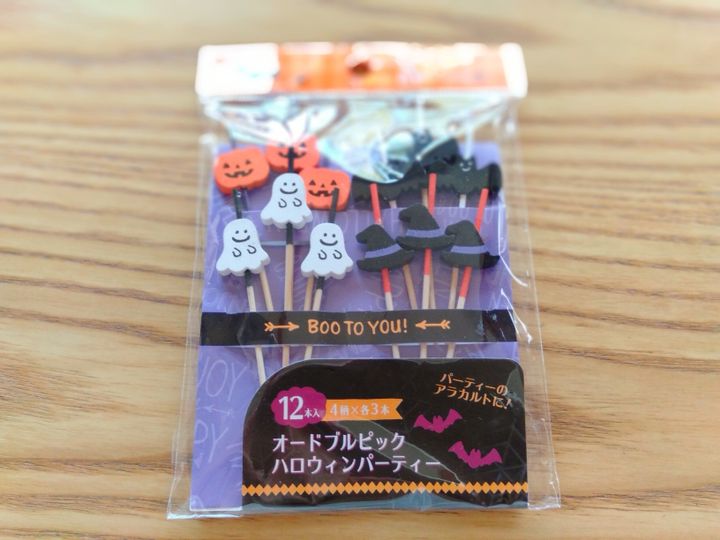 BOO TO YOU!
パーティーの
アラカルトに!
12本入
4柄×各3本
オードブルピック
ハロウィンパーティー